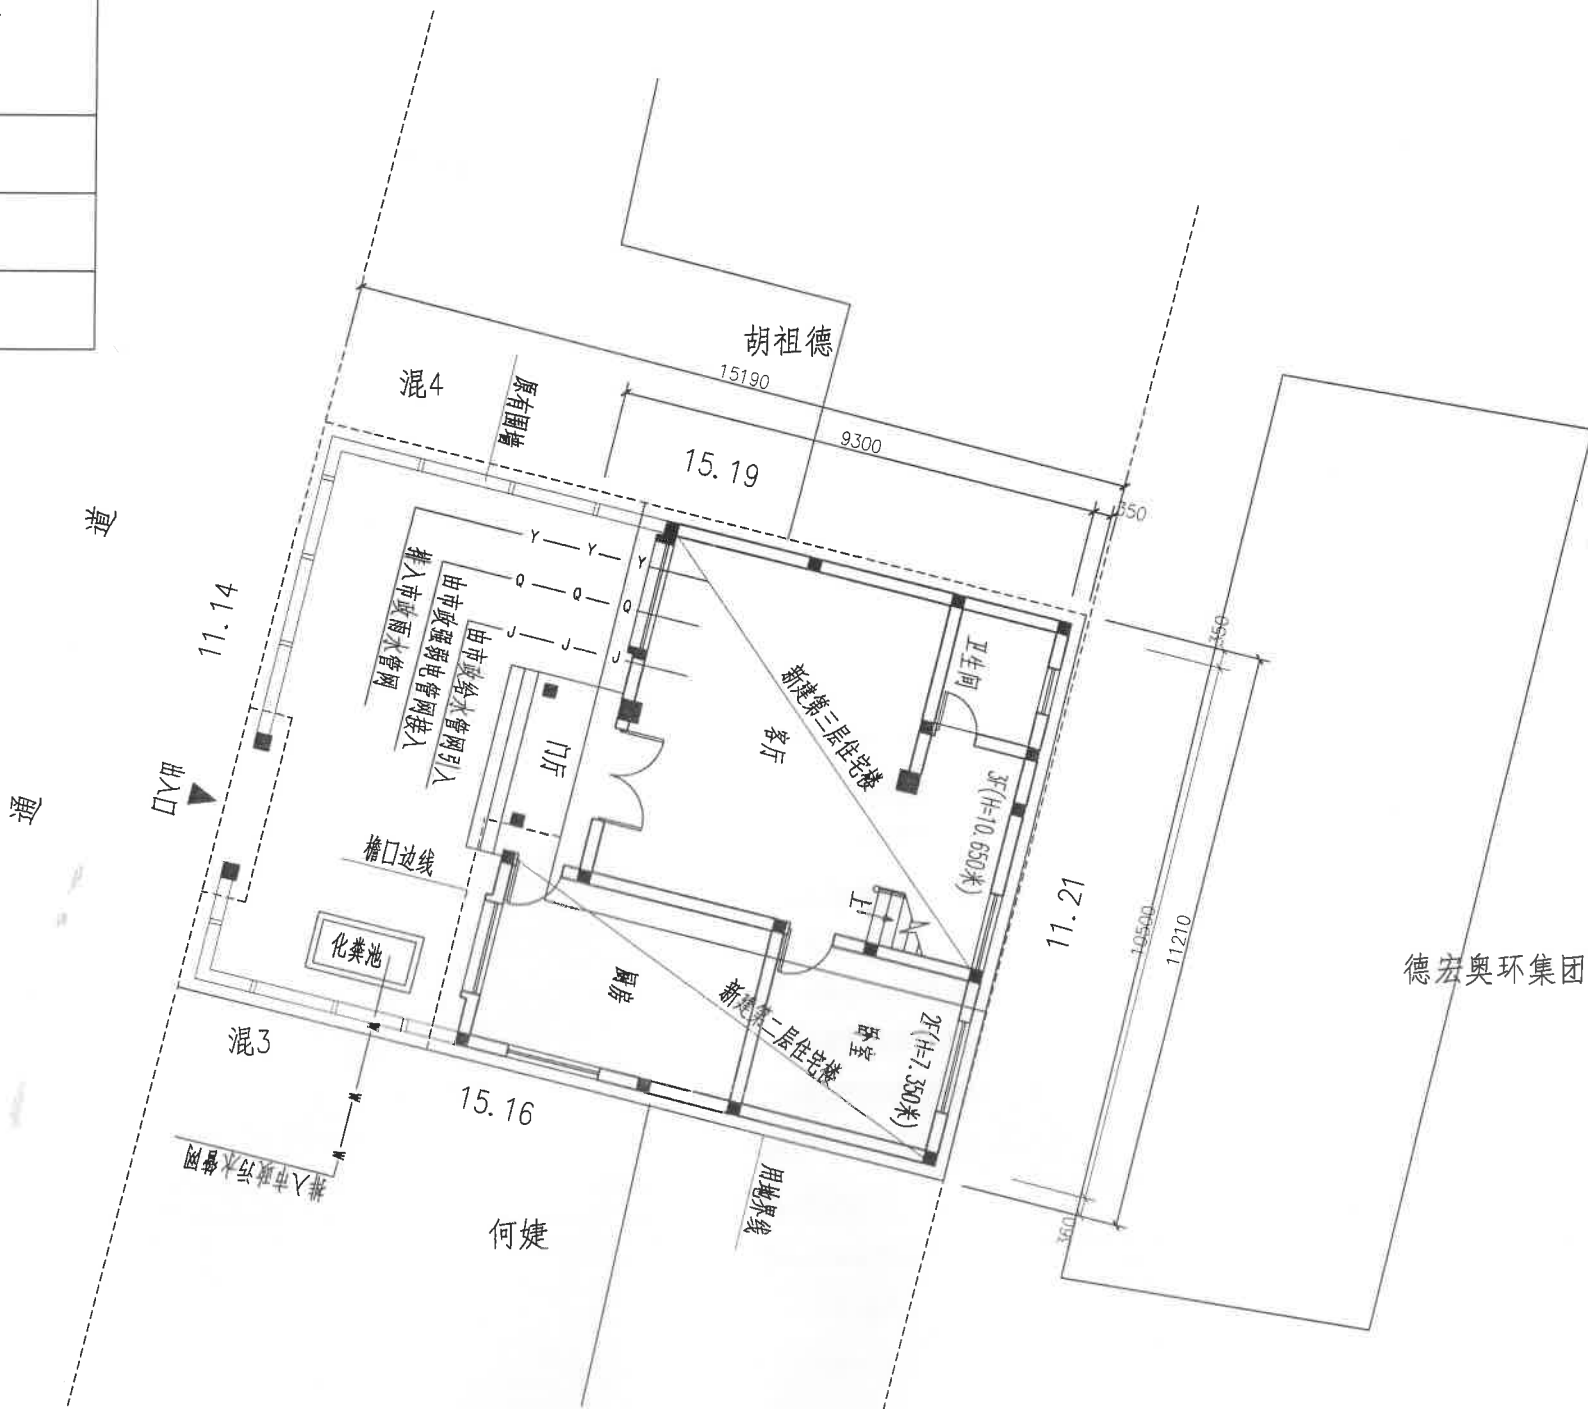 胡祖德
15190
混4
原有围墙
9300
15.19
350
道
11.14
Y Y Y
Q Q Q
J J J
排入市政雨水管网
由市政强弱电管网接入
由市政给水管网引入
卫生间
350
新建第三层住宅楼
客厅
门厅
通
出入口
3F(H=10.650米)
檐口边线
上
11.21
10500
11210
德宏奥环集团
化粪池
厨房
新建第二层住宅楼
卧室
2F(H=7.350米)
混3
W
W
W
15.16
排入市政污水管网
用地界线
何婕
360